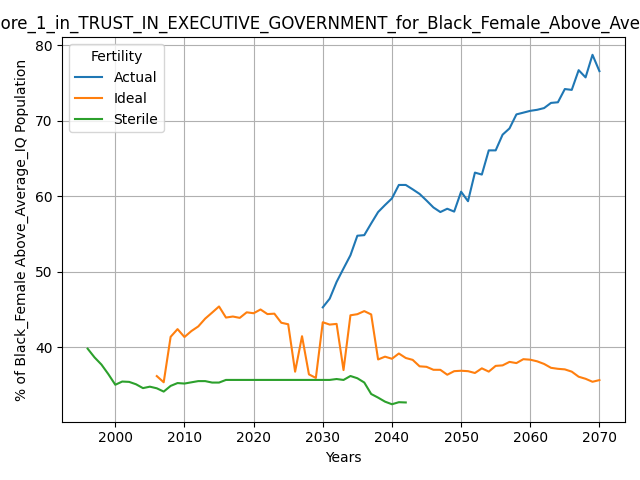 ore_1_in_TRUST_IN_EXECUTIVE_GOVERNMENT_for_Black_Female_Above_Ave
% of Black_Female Above_Average_IQ Population
80
70
60
50
40
Fertility
Actual
Ideal
Sterile
2000 2010 2020 2030 2040 2050 2060 2070
Years